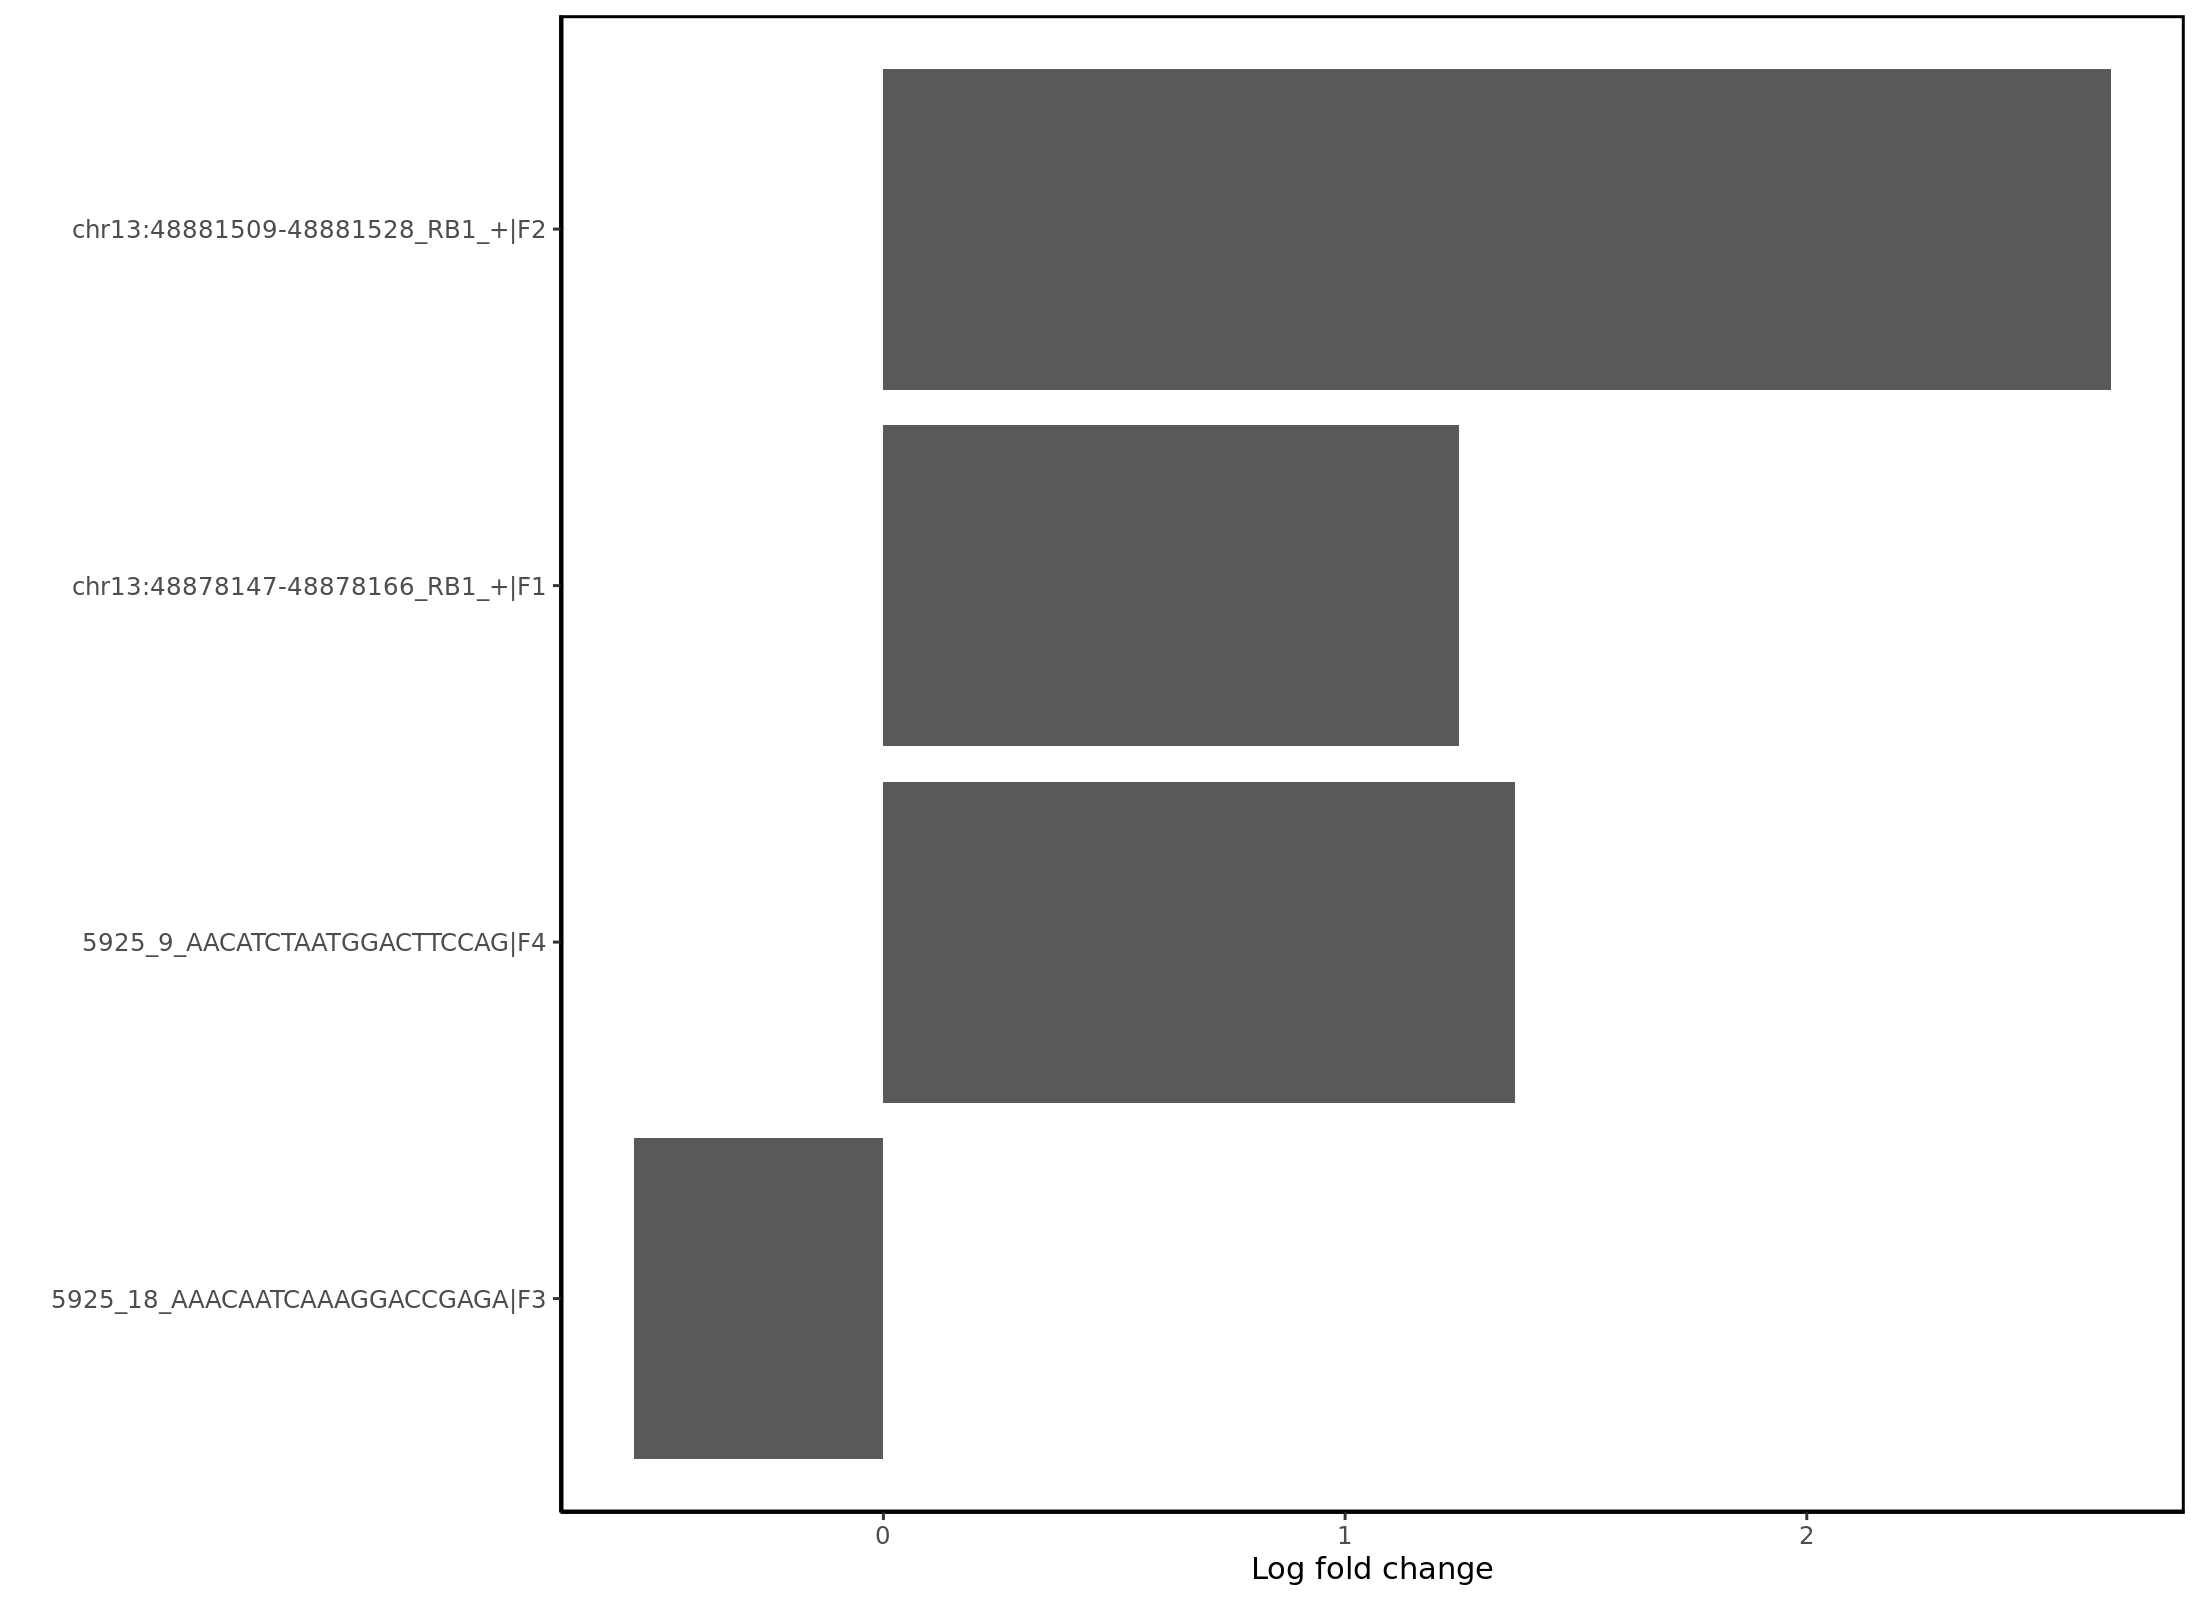 chr13:48881509-48881528_RB1_+|F2
chr13:48878147-48878166_RB1_+|F1
5925_9_AACATCTAATGGACTTCCAG|F4
5925_18_AAACAATCAAAGGACCGAGA|F3
0 1 2
Log fold change